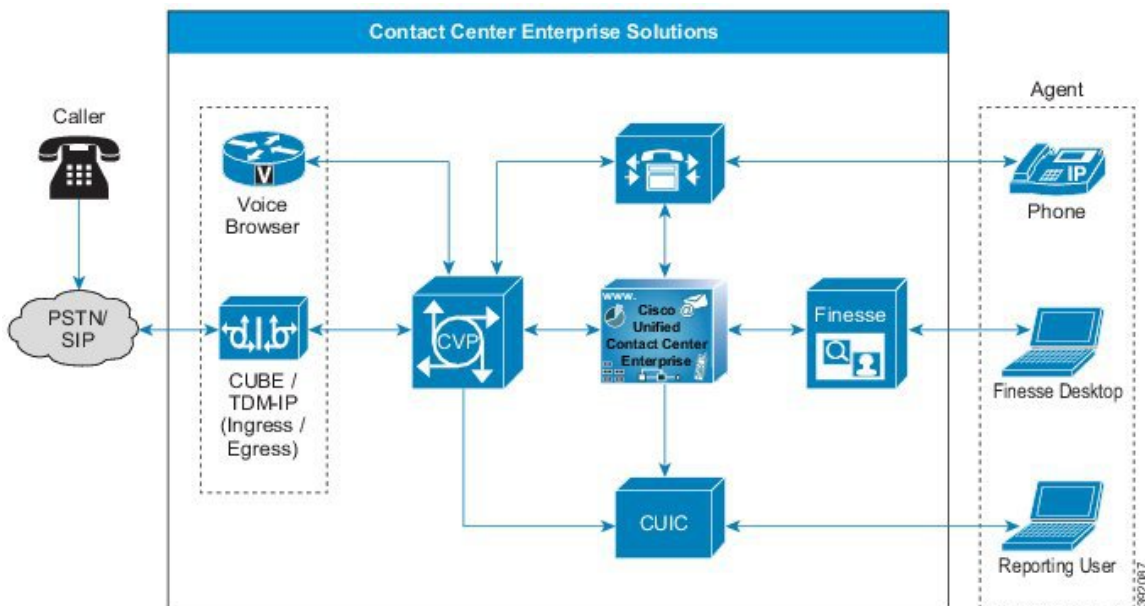 Contact Center Enterprise Solutions
Caller
Agent
V
Voice
Browser
IP
Phone
PSTN/
SIP
CUBE /
TDM-IP
(Ingress /
Egress)
CVP
www.
Cisco @
Unified
Contact Center
Enterprise
Finesse
Finesse Desktop
CUIC
Reporting User